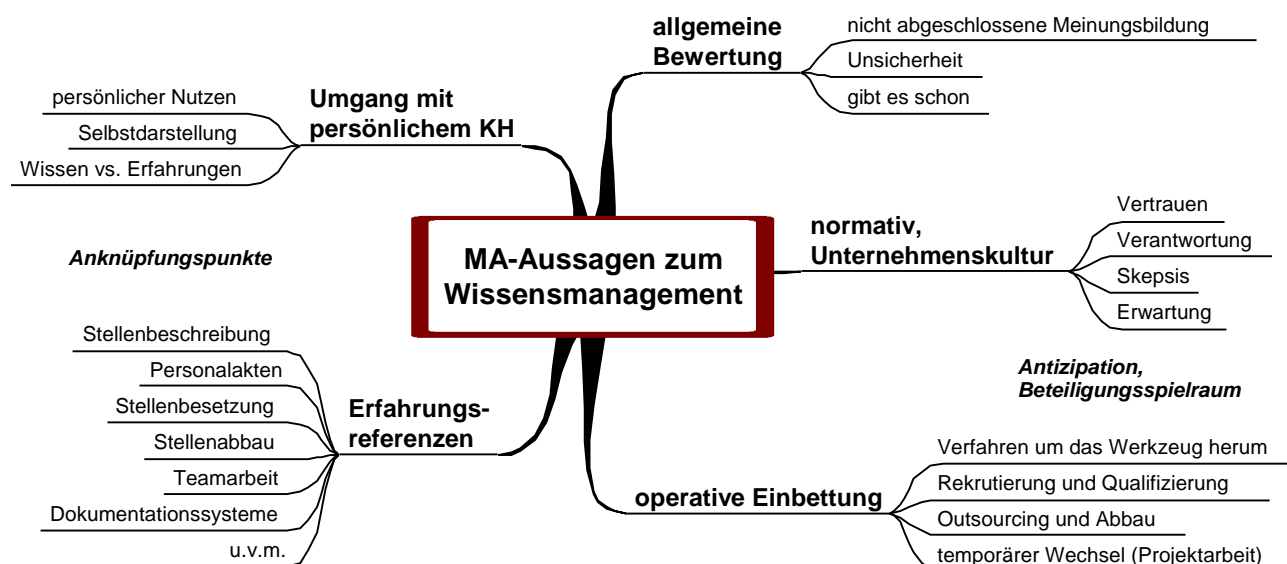 allgemeine
Bewertung
nicht abgeschlossene Meinungsbildung
Unsicherheit
gibt es schon
Umgang mit
persönlichem KH
persönlicher Nutzen
Selbstdarstellung
Wissen vs. Erfahrungen
MA-Aussagen zum
Wissensmanagement
normativ,
Unternehmenskultur
Vertrauen
Verantwortung
Skepsis
Erwartung
Anknüpfungspunkte
Antizipation,
Beteiligungsspielraum
Erfahrungs-
referenzen
Stellenbeschreibung
Personalakten
Stellenbesetzung
Stellenabbau
Teamarbeit
Dokumentationssysteme
u.v.m.
operative Einbettung
Verfahren um das Werkzeug herum
Rekrutierung und Qualifizierung
Outsourcing und Abbau
temporärer Wechsel (Projektarbeit)